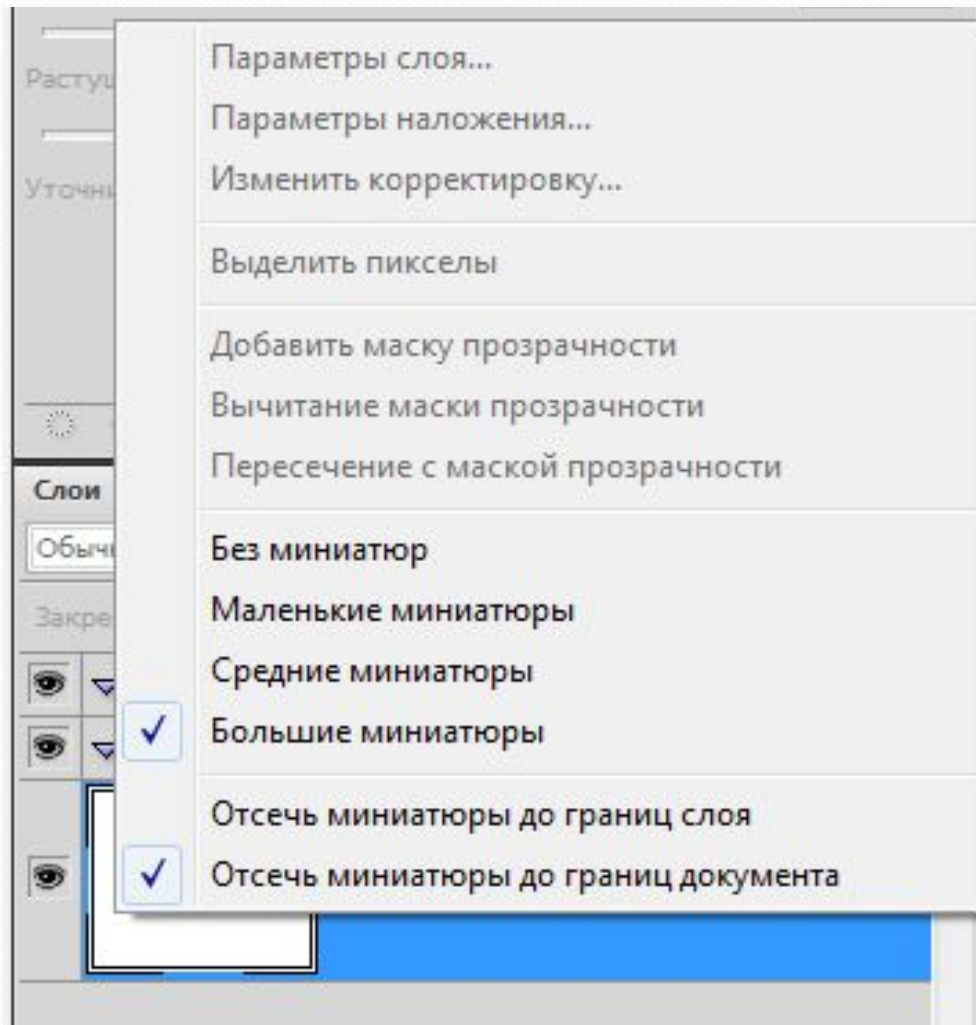 Параметры слоя...
Параметры наложения...
Изменить корректировку...
Выделить пикселы
Добавить маску прозрачности
Вычитание маски прозрачности
Пересечение с маской прозрачности
Слои
Без миниатюр
Маленькие миниатюры
Средние миниатюры
Большие миниатюры
Отсечь миниатюры до границ слоя
Отсечь миниатюры до границ документа